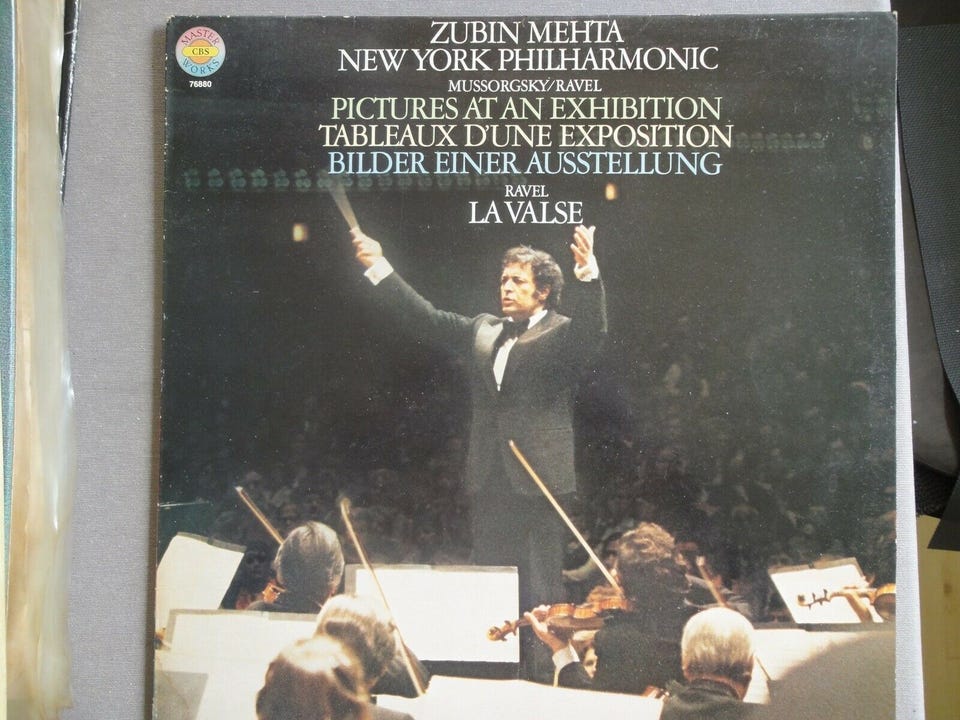 MASTER
CBS
WORKS
76880
ZUBIN MEHTA
NEW YORK PHILHARMONIC
MUSSORGSKY/RAVEL
PICTURES AT AN EXHIBITION
TABLEAUX D'UNE EXPOSITION
BILDER EINER AUSSTELLUNG
RAVEL
LA VALSE